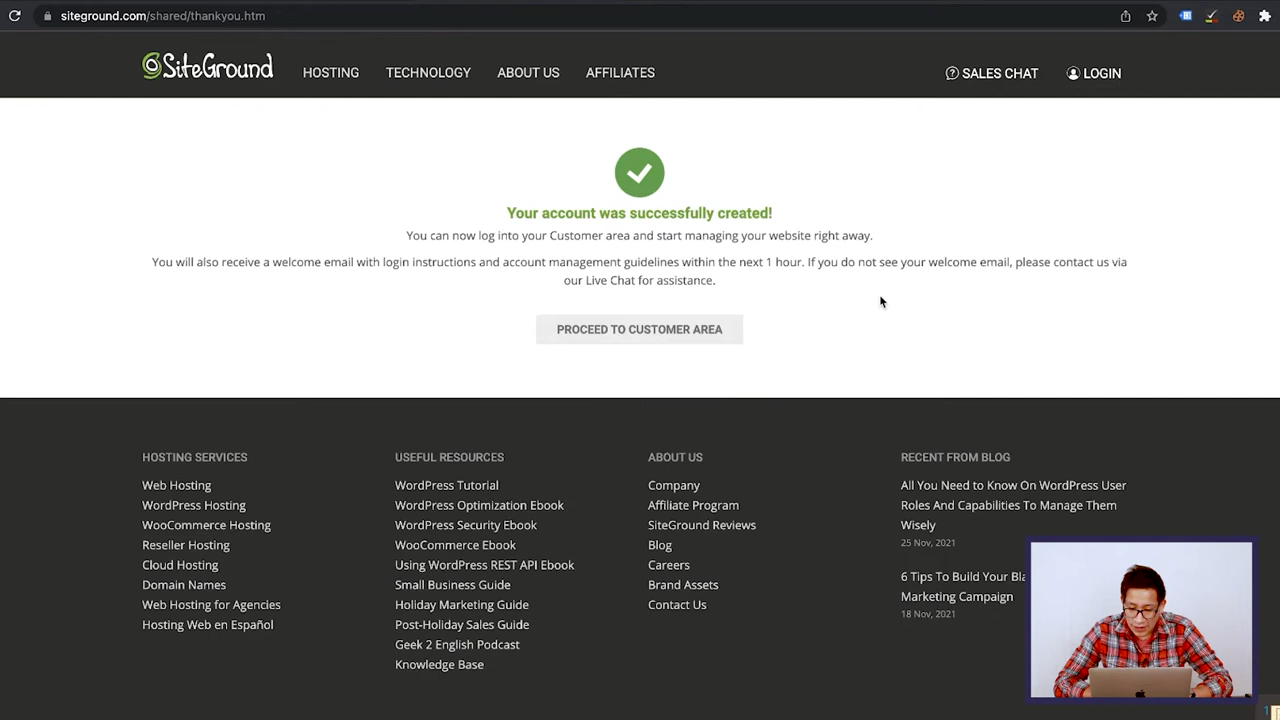 siteground.com/shared/thankyou.htm
SiteGround
HOSTING
TECHNOLOGY
ABOUT US
AFFILIATES
SALES CHAT
LOGIN
Your account was successfully created!
You can now log into your Customer area and start managing your website right away.
You will also receive a welcome email with login instructions and account management guidelines within the next 1 hour. If you do not see your welcome email, please contact us via
our Live Chat for assistance.
PROCEED TO CUSTOMER AREA
HOSTING SERVICES
Web Hosting
WordPress Hosting
WooCommerce Hosting
Reseller Hosting
Cloud Hosting
Domain Names
Web Hosting for Agencies
Hosting Web en Español
USEFUL RESOURCES
WordPress Tutorial
WordPress Optimization Ebook
WordPress Security Ebook
WooCommerce Ebook
Using WordPress REST API Ebook
Small Business Guide
Holiday Marketing Guide
Post-Holiday Sales Guide
Geek 2 English Podcast
Knowledge Base
ABOUT US
Company
Affiliate Program
SiteGround Reviews
Blog
Careers
Brand Assets
Contact Us
RECENT FROM BLOG
All You Need to Know On WordPress User
Roles And Capabilities To Manage Them
Wisely
25 Nov, 2021
6 Tips To Build Your
Marketing Campaign
18 Nov, 2021